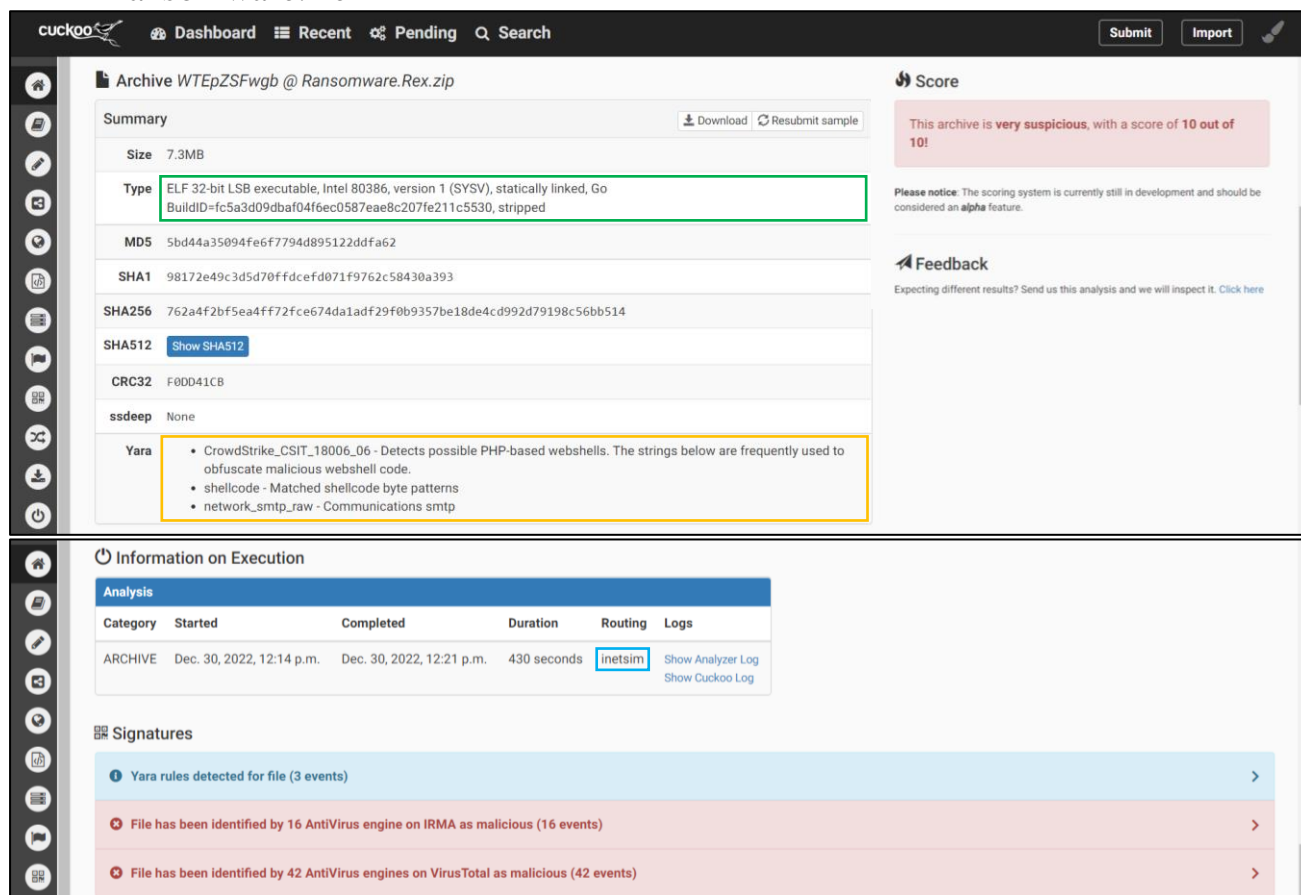 cuckoo Dashboard Recent Pending Search Submit Import
Archive WTEpZSFwgb @ Ransomware.Rex.zip
Summary Download Resubmit sample
Size 7.3MB
Type ELF 32-bit LSB executable, Intel 80386, version 1 (SYSV), statically linked, Go
BuildID=fc5a3d09dbaf04f6ec0587eae8c207fe211c5530, stripped
MD5 5bd44a35094fe6f7794d895122ddfa62
SHA1 98172e49c3d5d70ffdcefd071f9762c58430a393
SHA256 762a4f2bf5ea4ff72fce674da1adf29f0b9357be18de4cd992d79198c56bb514
SHA512 Show SHA512
CRC32 F0DD41CB
ssdeep None
Yara
• CrowdStrike_CSIT_18006_06 - Detects possible PHP-based webshells. The strings below are frequently used to
obfuscate malicious webshell code.
• shellcode - Matched shellcode byte patterns
• network_smtp_raw - Communications smtp
Score
This archive is very suspicious, with a score of 10 out of
10!
Please notice: The scoring system is currently still in development and should be
considered an alpha feature.
Feedback
Expecting different results? Send us this analysis and we will inspect it. Click here
Information on Execution
Analysis
Category Started Completed Duration Routing Logs
ARCHIVE Dec. 30, 2022, 12:14 p.m. Dec. 30, 2022, 12:21 p.m. 430 seconds inetsim Show Analyzer Log
Show Cuckoo Log
Signatures
Yara rules detected for file (3 events)
File has been identified by 16 AntiVirus engine on IRMA as malicious (16 events)
File has been identified by 42 AntiVirus engines on VirusTotal as malicious (42 events)